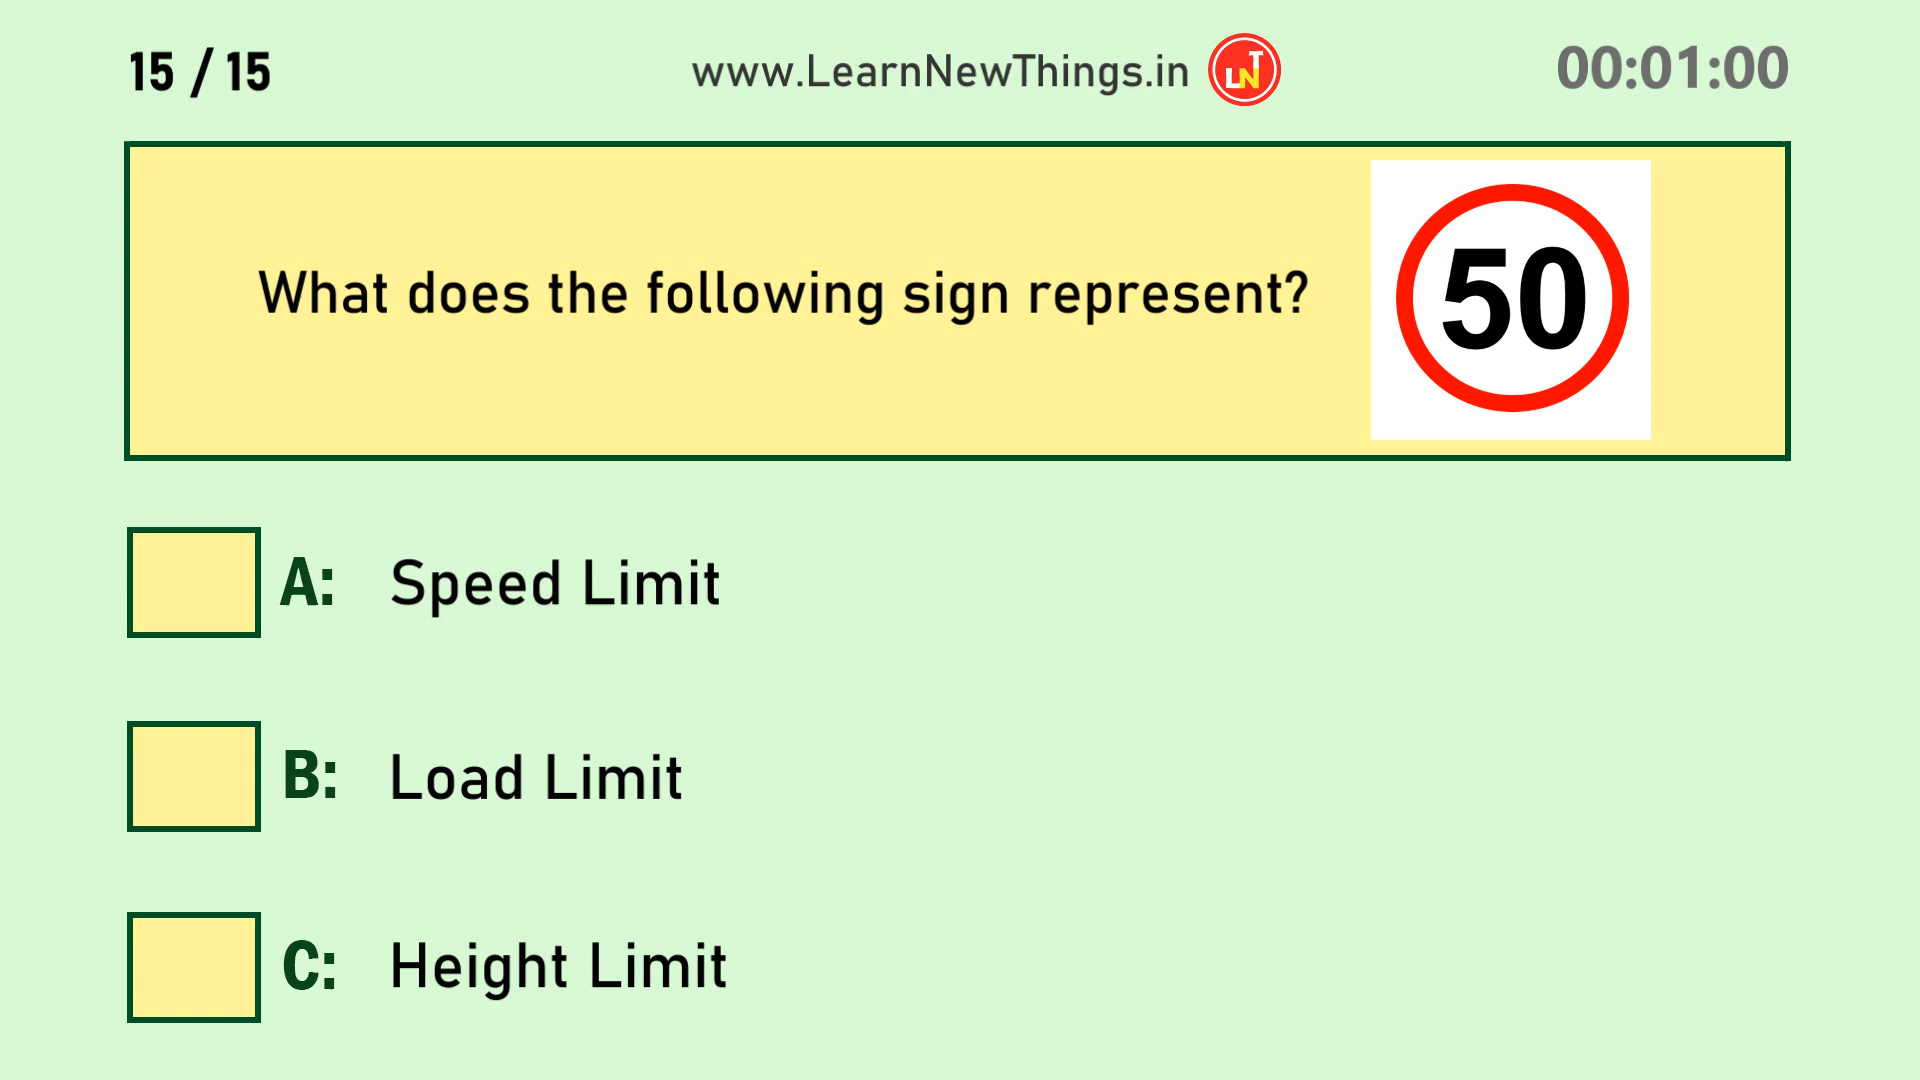 15 / 15
www.LearnNewThings.in
LNT
00:01:00
What does the following sign represent?
50
A: Speed Limit
B: Load Limit
C: Height Limit